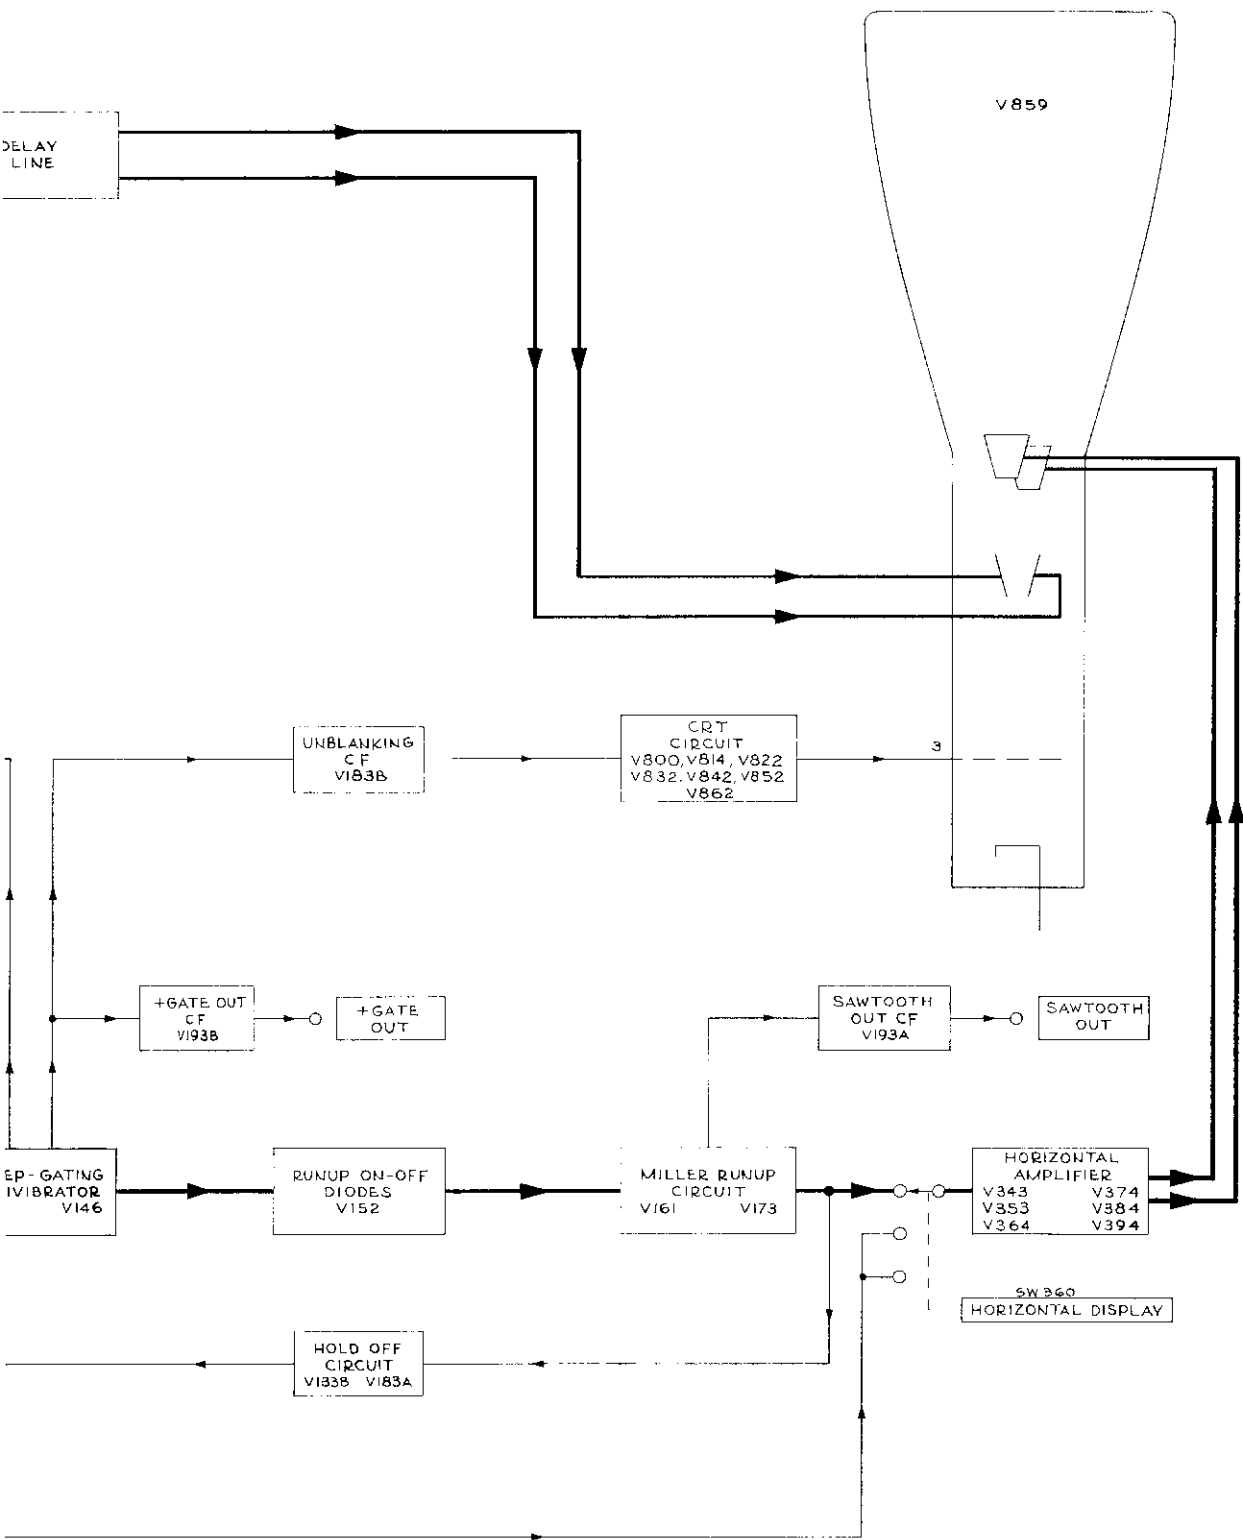 V859
DELAY
LINE
UNBLANKING
CF
V183B
CRT
CIRCUIT
V800, V814, V822
V832, V842, V852
V862
3
+GATE OUT
CF
V193B
+GATE
OUT
SAWTOOTH
OUT CF
V193A
SAWTOOTH
OUT
EP-GATING
IVIBRATOR
V146
RUNUP ON-OFF
DIODES
V152
MILLER RUNUP
CIRCUIT
V161 V173
HORIZONTAL
AMPLIFIER
V343 V374
V353 V384
V364 V394
SW360
HORIZONTAL DISPLAY
HOLD OFF
CIRCUIT
V133B V183A